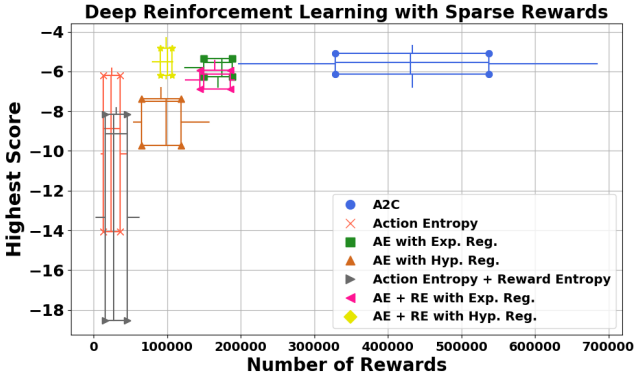 Deep Reinforcement Learning with Sparse Rewards
Highest Score
−4
−6
−8
−10
−12
−14
−16
−18
A2C
Action Entropy
AE with Exp. Reg.
AE with Hyp. Reg.
Action Entropy + Reward Entropy
AE + RE with Exp. Reg.
AE + RE with Hyp. Reg.
0 100000 200000 300000 400000 500000 600000 700000
Number of Rewards